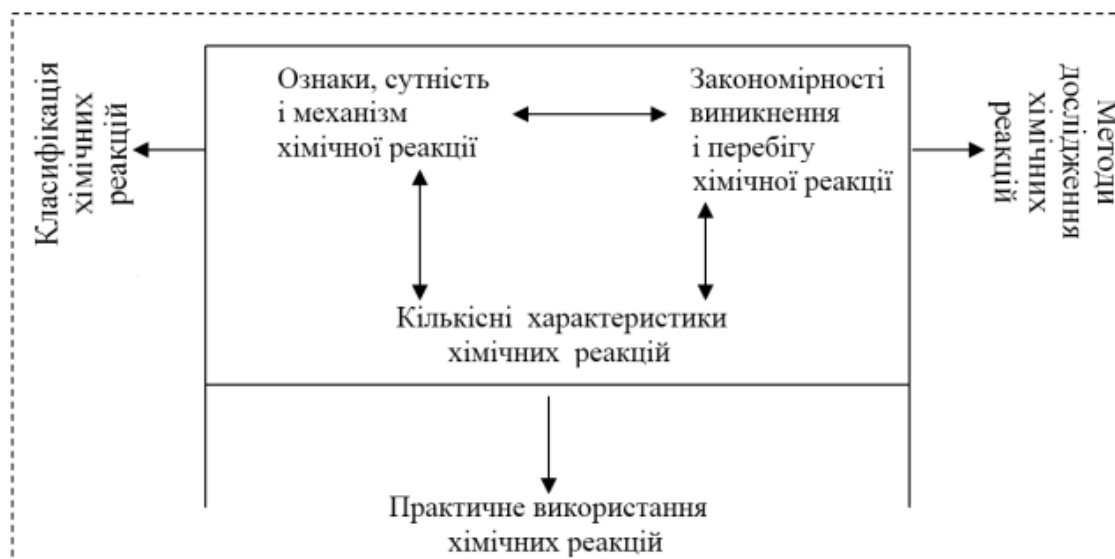 Класифікація
хімічних
реакцій
Ознаки, сутність
і механізм
хімічної реакції
Закономірності
виникнення
і перебігу
хімічної реакції
Методи
дослідження
хімічних
реакцій
Кількісні характеристики
хімічних реакцій
Практичне використання
хімічних реакцій